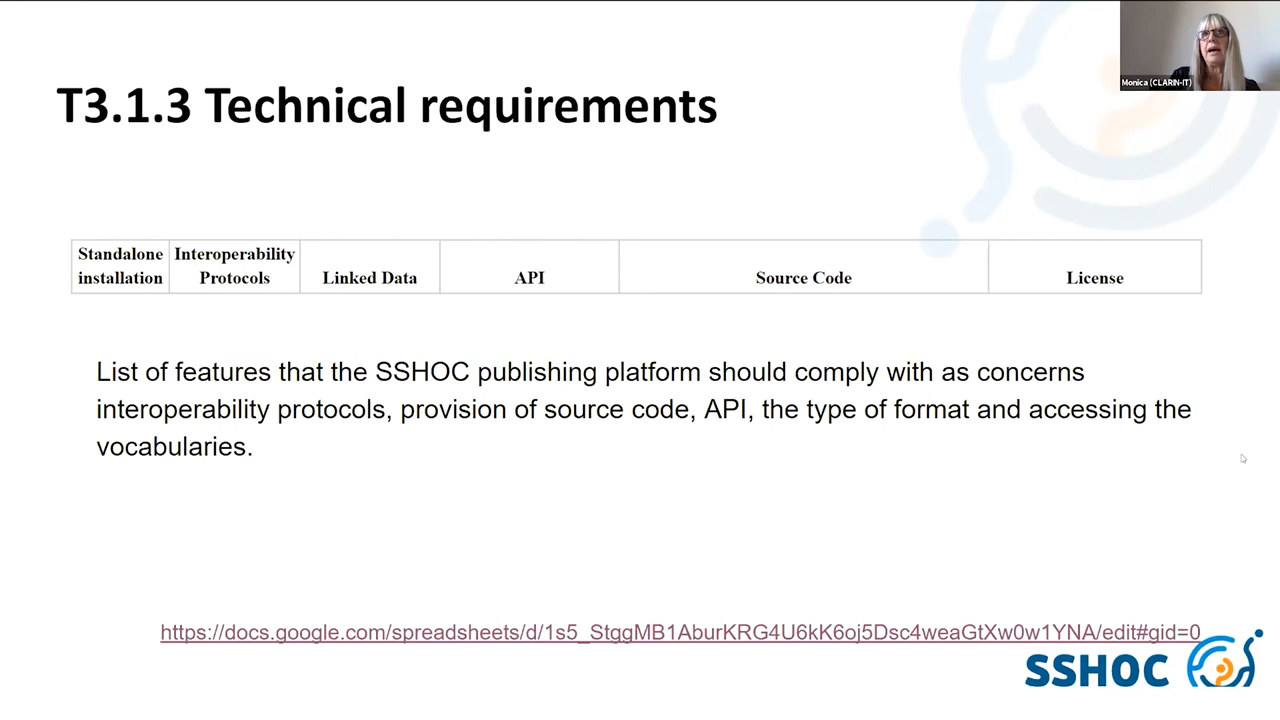 Monica (CLARIN-IT)
T3.1.3 Technical requirements
Standalone installation
Interoperability Protocols
Linked Data
API
Source Code
License
List of features that the SSHOC publishing platform should comply with as concerns
interoperability protocols, provision of source code, API, the type of format and accessing the
vocabularies.
https://docs.google.com/spreadsheets/d/1s5_StggMB1AburKRG4U6kK6oj5Dsc4weaGtXw0w1YNA/edit#gid=0
SSHOC